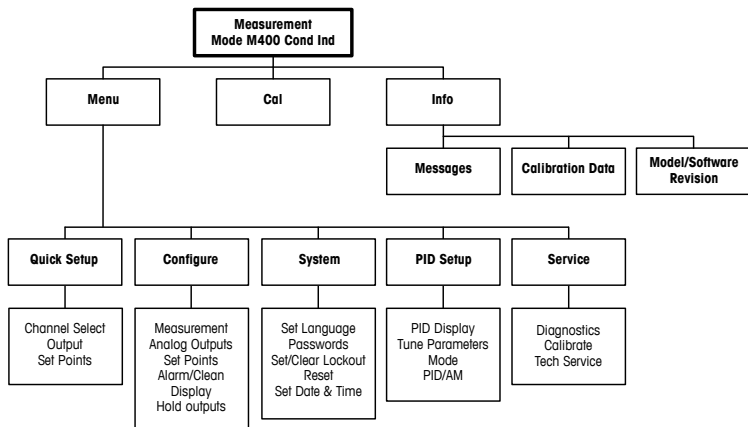 Measurement
Mode M400 Cond Ind
Menu
Cal
Info
Messages
Calibration Data
Model/Software
Revision
Quick Setup
Configure
System
PID Setup
Service
Channel Select
Output
Set Points
Measurement
Analog Outputs
Set Points
Alarm/Clean
Display
Hold outputs
Set Language
Passwords
Set/Clear Lockout
Reset
Set Date & Time
PID Display
Tune Parameters
Mode
PID/AM
Diagnostics
Calibrate
Tech Service